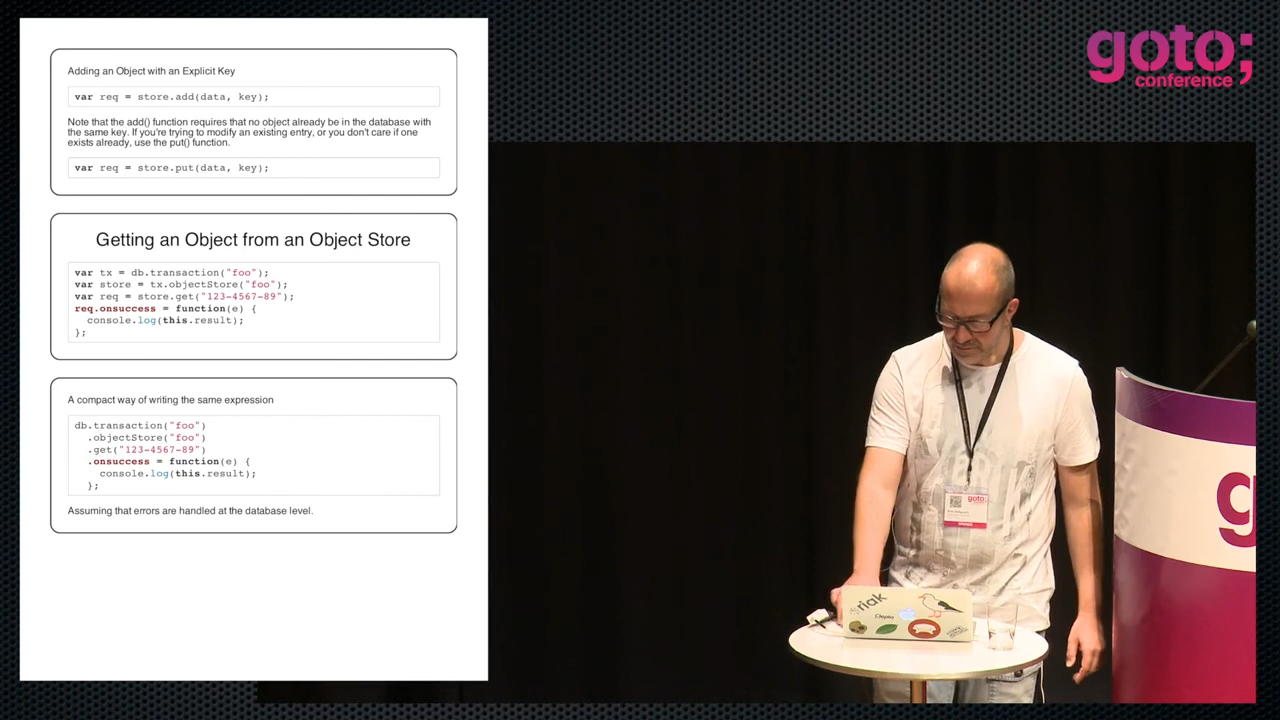 Adding an Object with an Explicit Key
var req = store.add(data, key);
Note that the add() function requires that no object already be in the database with
the same key. If you're trying to modify an existing entry, or you don't care if one
exists already, use the put() function.
var req = store.put(data, key);
Getting an Object from an Object Store
var tx = db.transaction("foo");
var store = tx.objectStore("foo");
var req = store.get("123-4567-89");
req.onsuccess = function(e) {
console.log(this.result);
};
A compact way of writing the same expression
db.transaction("foo")
.objectStore("foo")
.get("123-4567-89")
.onsuccess = function(e) {
console.log(this.result);
};
Assuming that errors are handled at the database level.
goto;
conference
goto;
riak
g